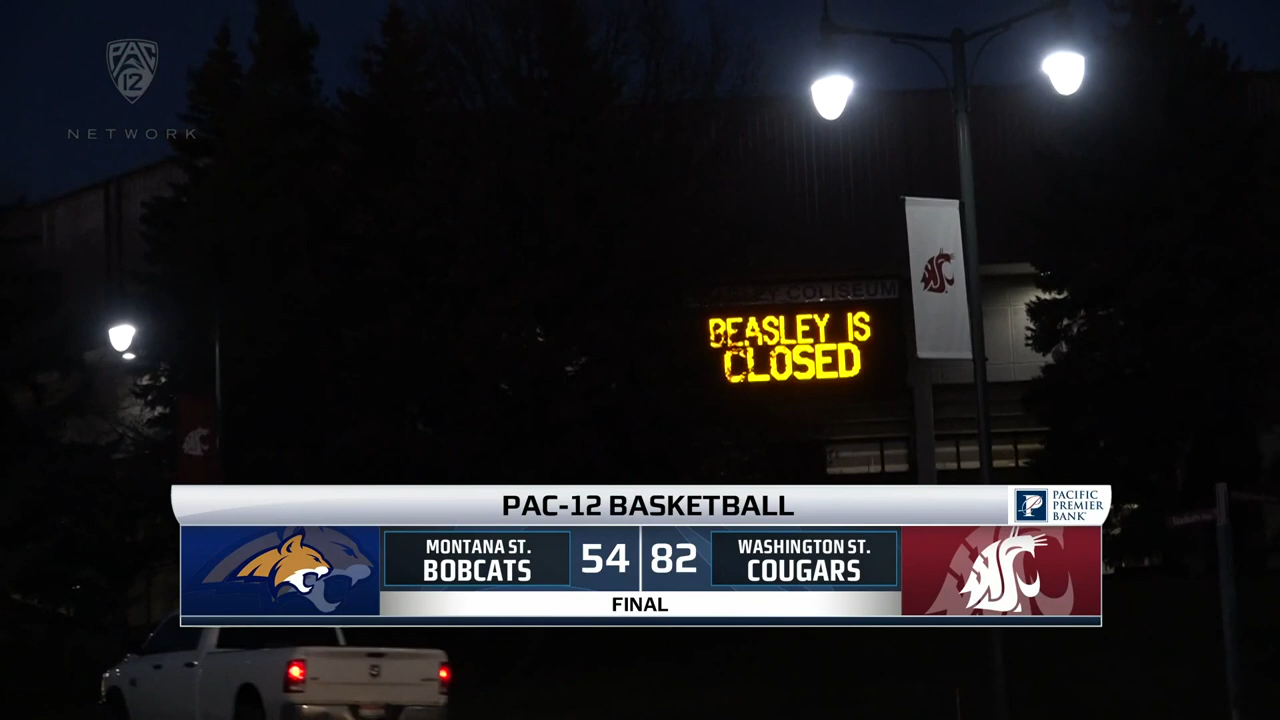 PAC
12
NETWORK
COLISEUM
BEASLEY IS
CLOSED
WSC
PAC-12 BASKETBALL
PACIFIC
PREMIER
BANK
MONTANA ST.
BOBCATS
54
82
WASHINGTON ST.
COUGARS
FINAL